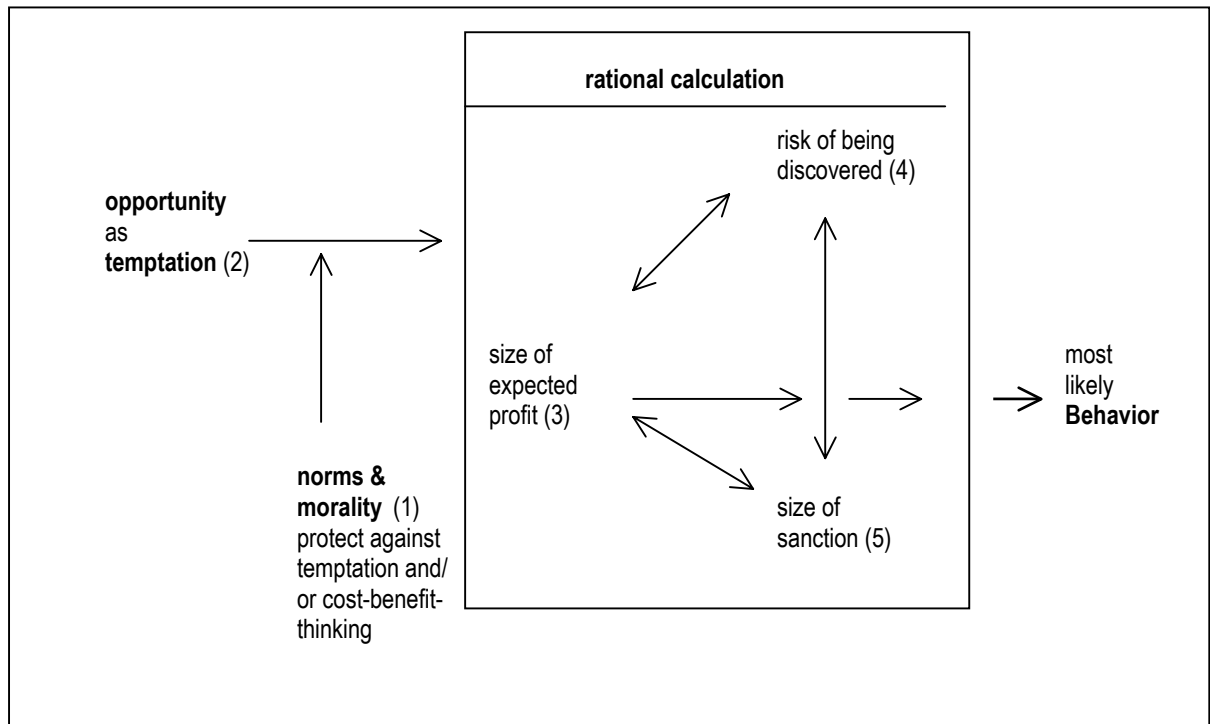 rational calculation
risk of being
discovered (4)
opportunity
as
temptation (2)
size of
expected
profit (3)
most
likely
Behavior
norms &
morality (1)
protect against
temptation and/
or cost-benefit-
thinking
size of
sanction (5)